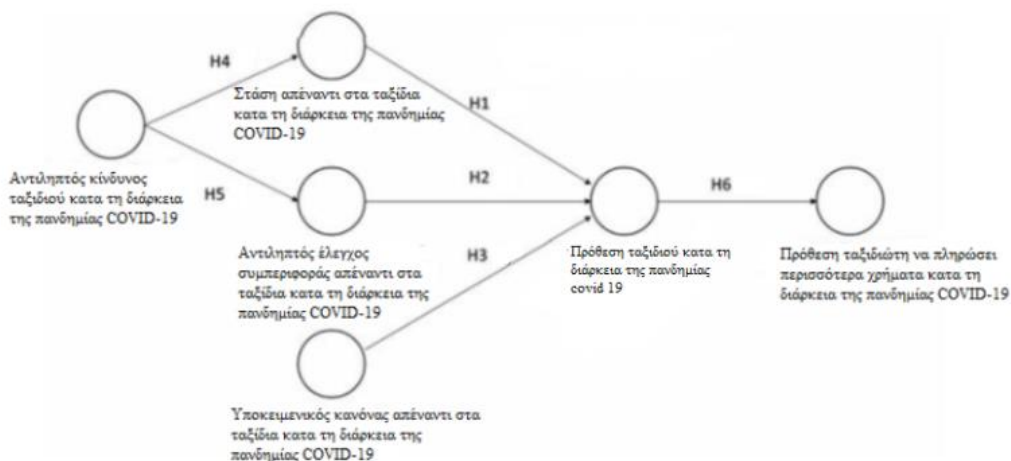 H4
Στάση απέναντι στα ταξίδια
κατα τη διάρκεια της πανδημίας
COVID-19
H1
Αντιληπτός κίνδυνος
ταξιδιού κατα τη διάρκεια
της πανδημίας COVID-19
H5
H2
H6
Αντιληπτός έλεγχος
συμπεριφοράς απέναντι στα
ταξίδια κατα τη διάρκεια της
πανδημίας COVID-19
H3
Πρόθεση ταξιδιού κατα τη
διάρκεια της πανδημίας
covid 19
Πρόθεση ταξιδιώτη να πληρώσει
περισσότερα χρήματα κατα τη
διάρκεια της πανδημίας COVID-19
Υποκειμενικός κανόνας απέναντι στα
ταξίδια κατα τη διάρκεια της
πανδημίας COVID-19